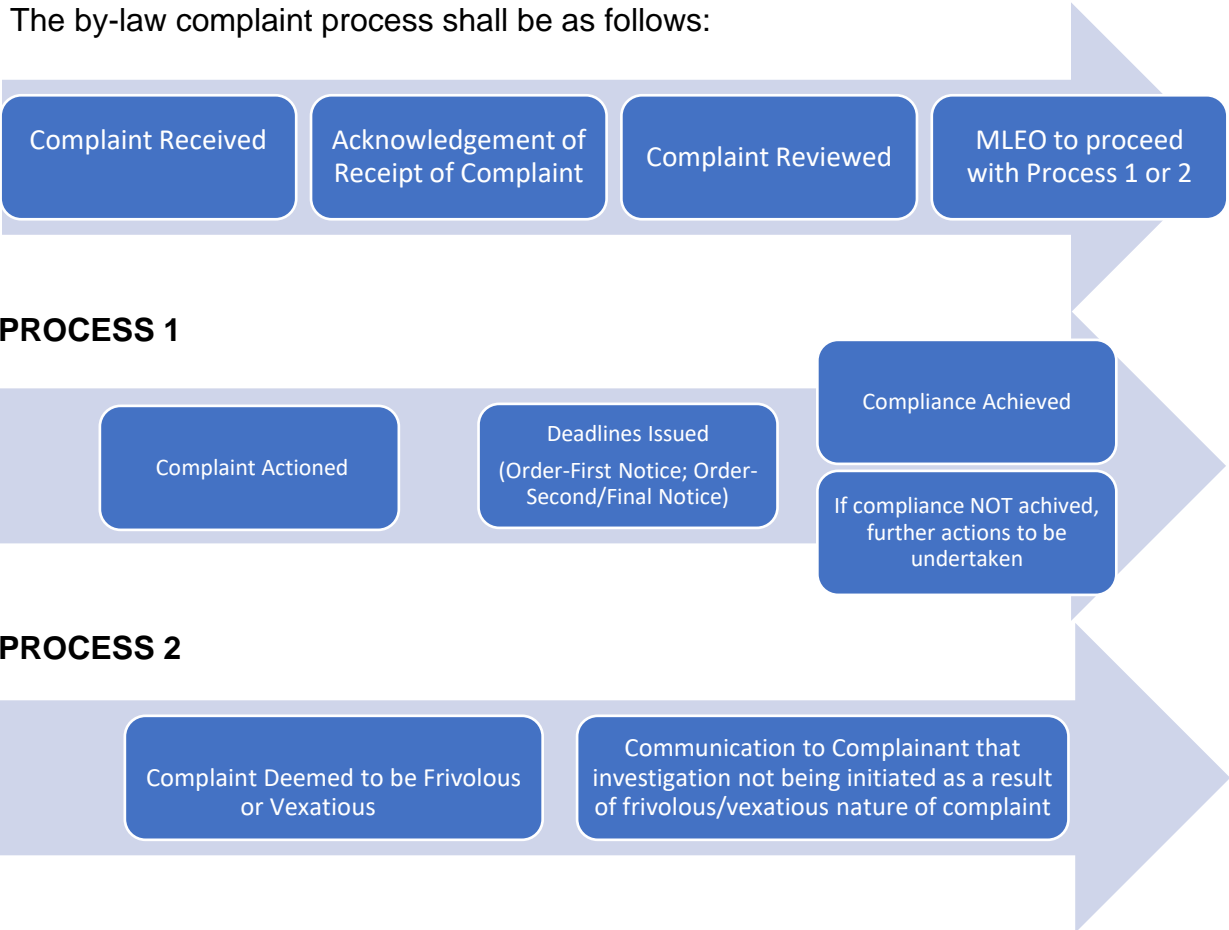 The by-law complaint process shall be as follows:
Complaint Received
Acknowledgement of
Receipt of Complaint
Complaint Reviewed
MLEO to proceed
with Process 1 or 2
PROCESS 1
Complaint Actioned
Deadlines Issued
(Order-First Notice; Order-
Second/Final Notice)
Compliance Achieved
If compliance NOT achived,
further actions to be
undertaken
PROCESS 2
Complaint Deemed to be Frivolous
or Vexatious
Communication to Complainant that
investigation not being initiated as a result
of frivolous/vexatious nature of complaint